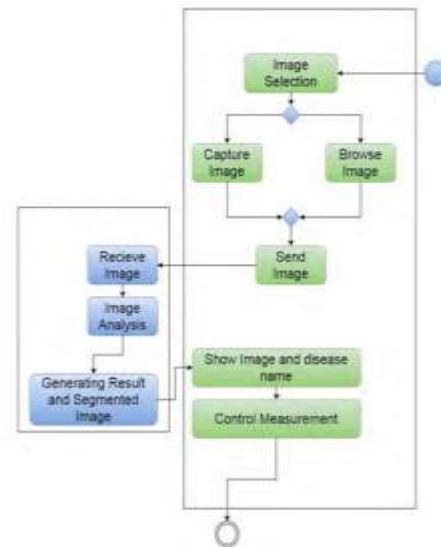 Image
Selection
Capture
Image
Browse
Image
Send
Image
Recieve
Image
Image
Analysis
Generating Result
and Segmented
Image
Show Image and disease
name
Control Measurement